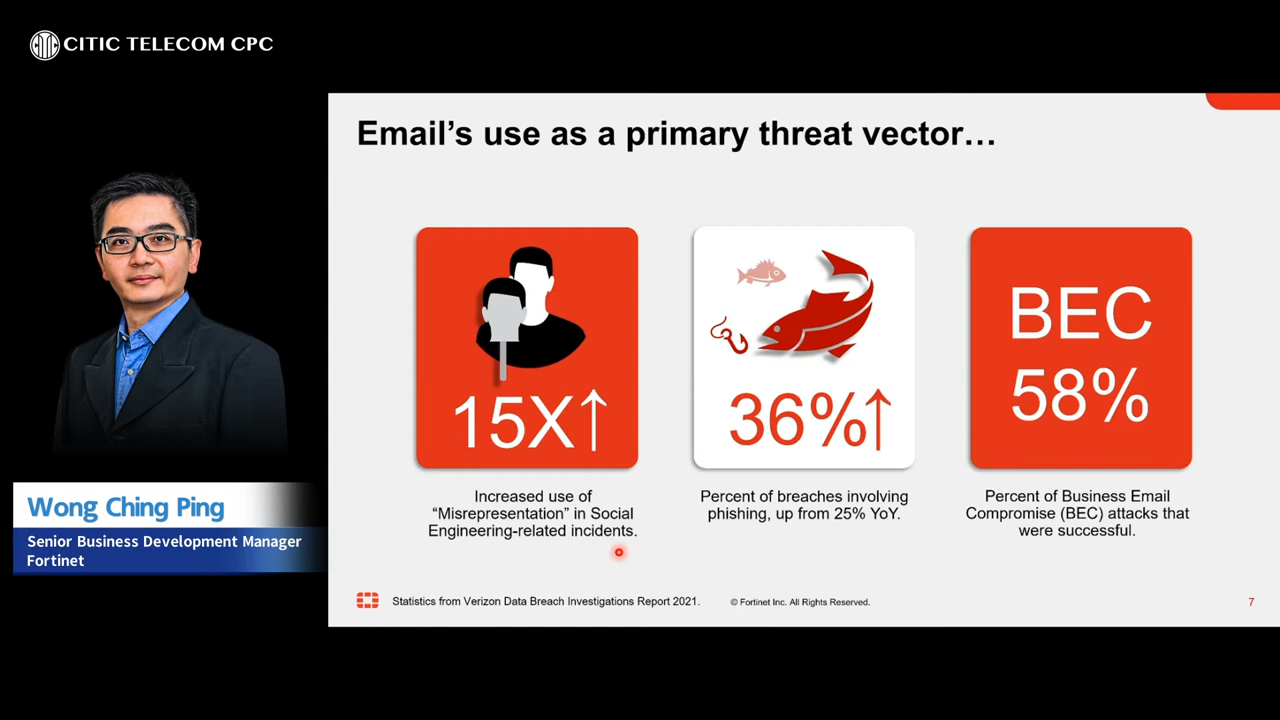 CITIC TELECOM CPC
Email’s use as a primary threat vector…
15X↑
Increased use of
“Misrepresentation” in Social
Engineering-related incidents.
36%↑
Percent of breaches involving
phishing, up from 25% YoY.
BEC
58%
Percent of Business Email
Compromise (BEC) attacks that
were successful.
Wong Ching Ping
Senior Business Development Manager
Fortinet
Statistics from Verizon Data Breach Investigations Report 2021.
© Fortinet Inc. All Rights Reserved.
7